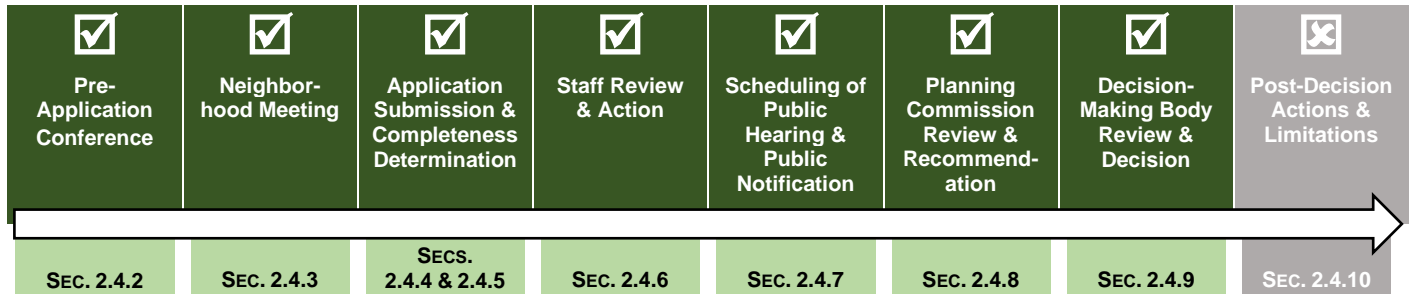 Pre-
Application
Conference
Neighbor-
hood Meeting
Application
Submission &
Completeness
Determination
Staff Review
& Action
Scheduling of
Public
Hearing &
Public
Notification
Planning
Commission
Review &
Recommend-
ation
Decision-
Making Body
Review &
Decision
Post-Decision
Actions &
Limitations
SEC. 2.4.2
SEC. 2.4.3
SECS.
2.4.4 & 2.4.5
SEC. 2.4.6
SEC. 2.4.7
SEC. 2.4.8
SEC. 2.4.9
SEC. 2.4.10